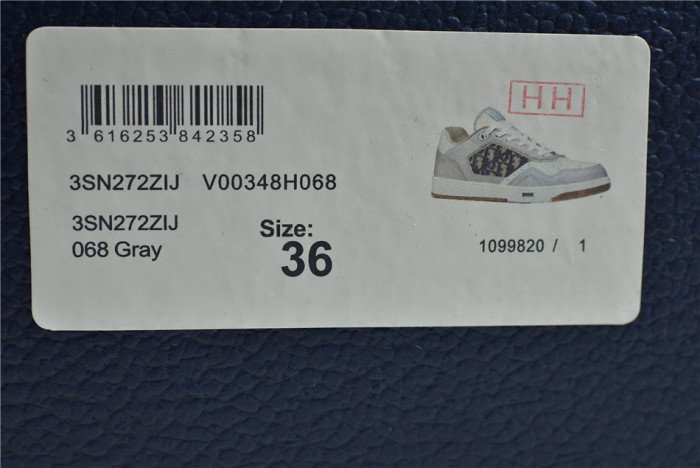 HH
3 616253 842358
3SN272ZIJ V00348H068
3SN272ZIJ
068 Gray
Size:
36
1099820 / 1